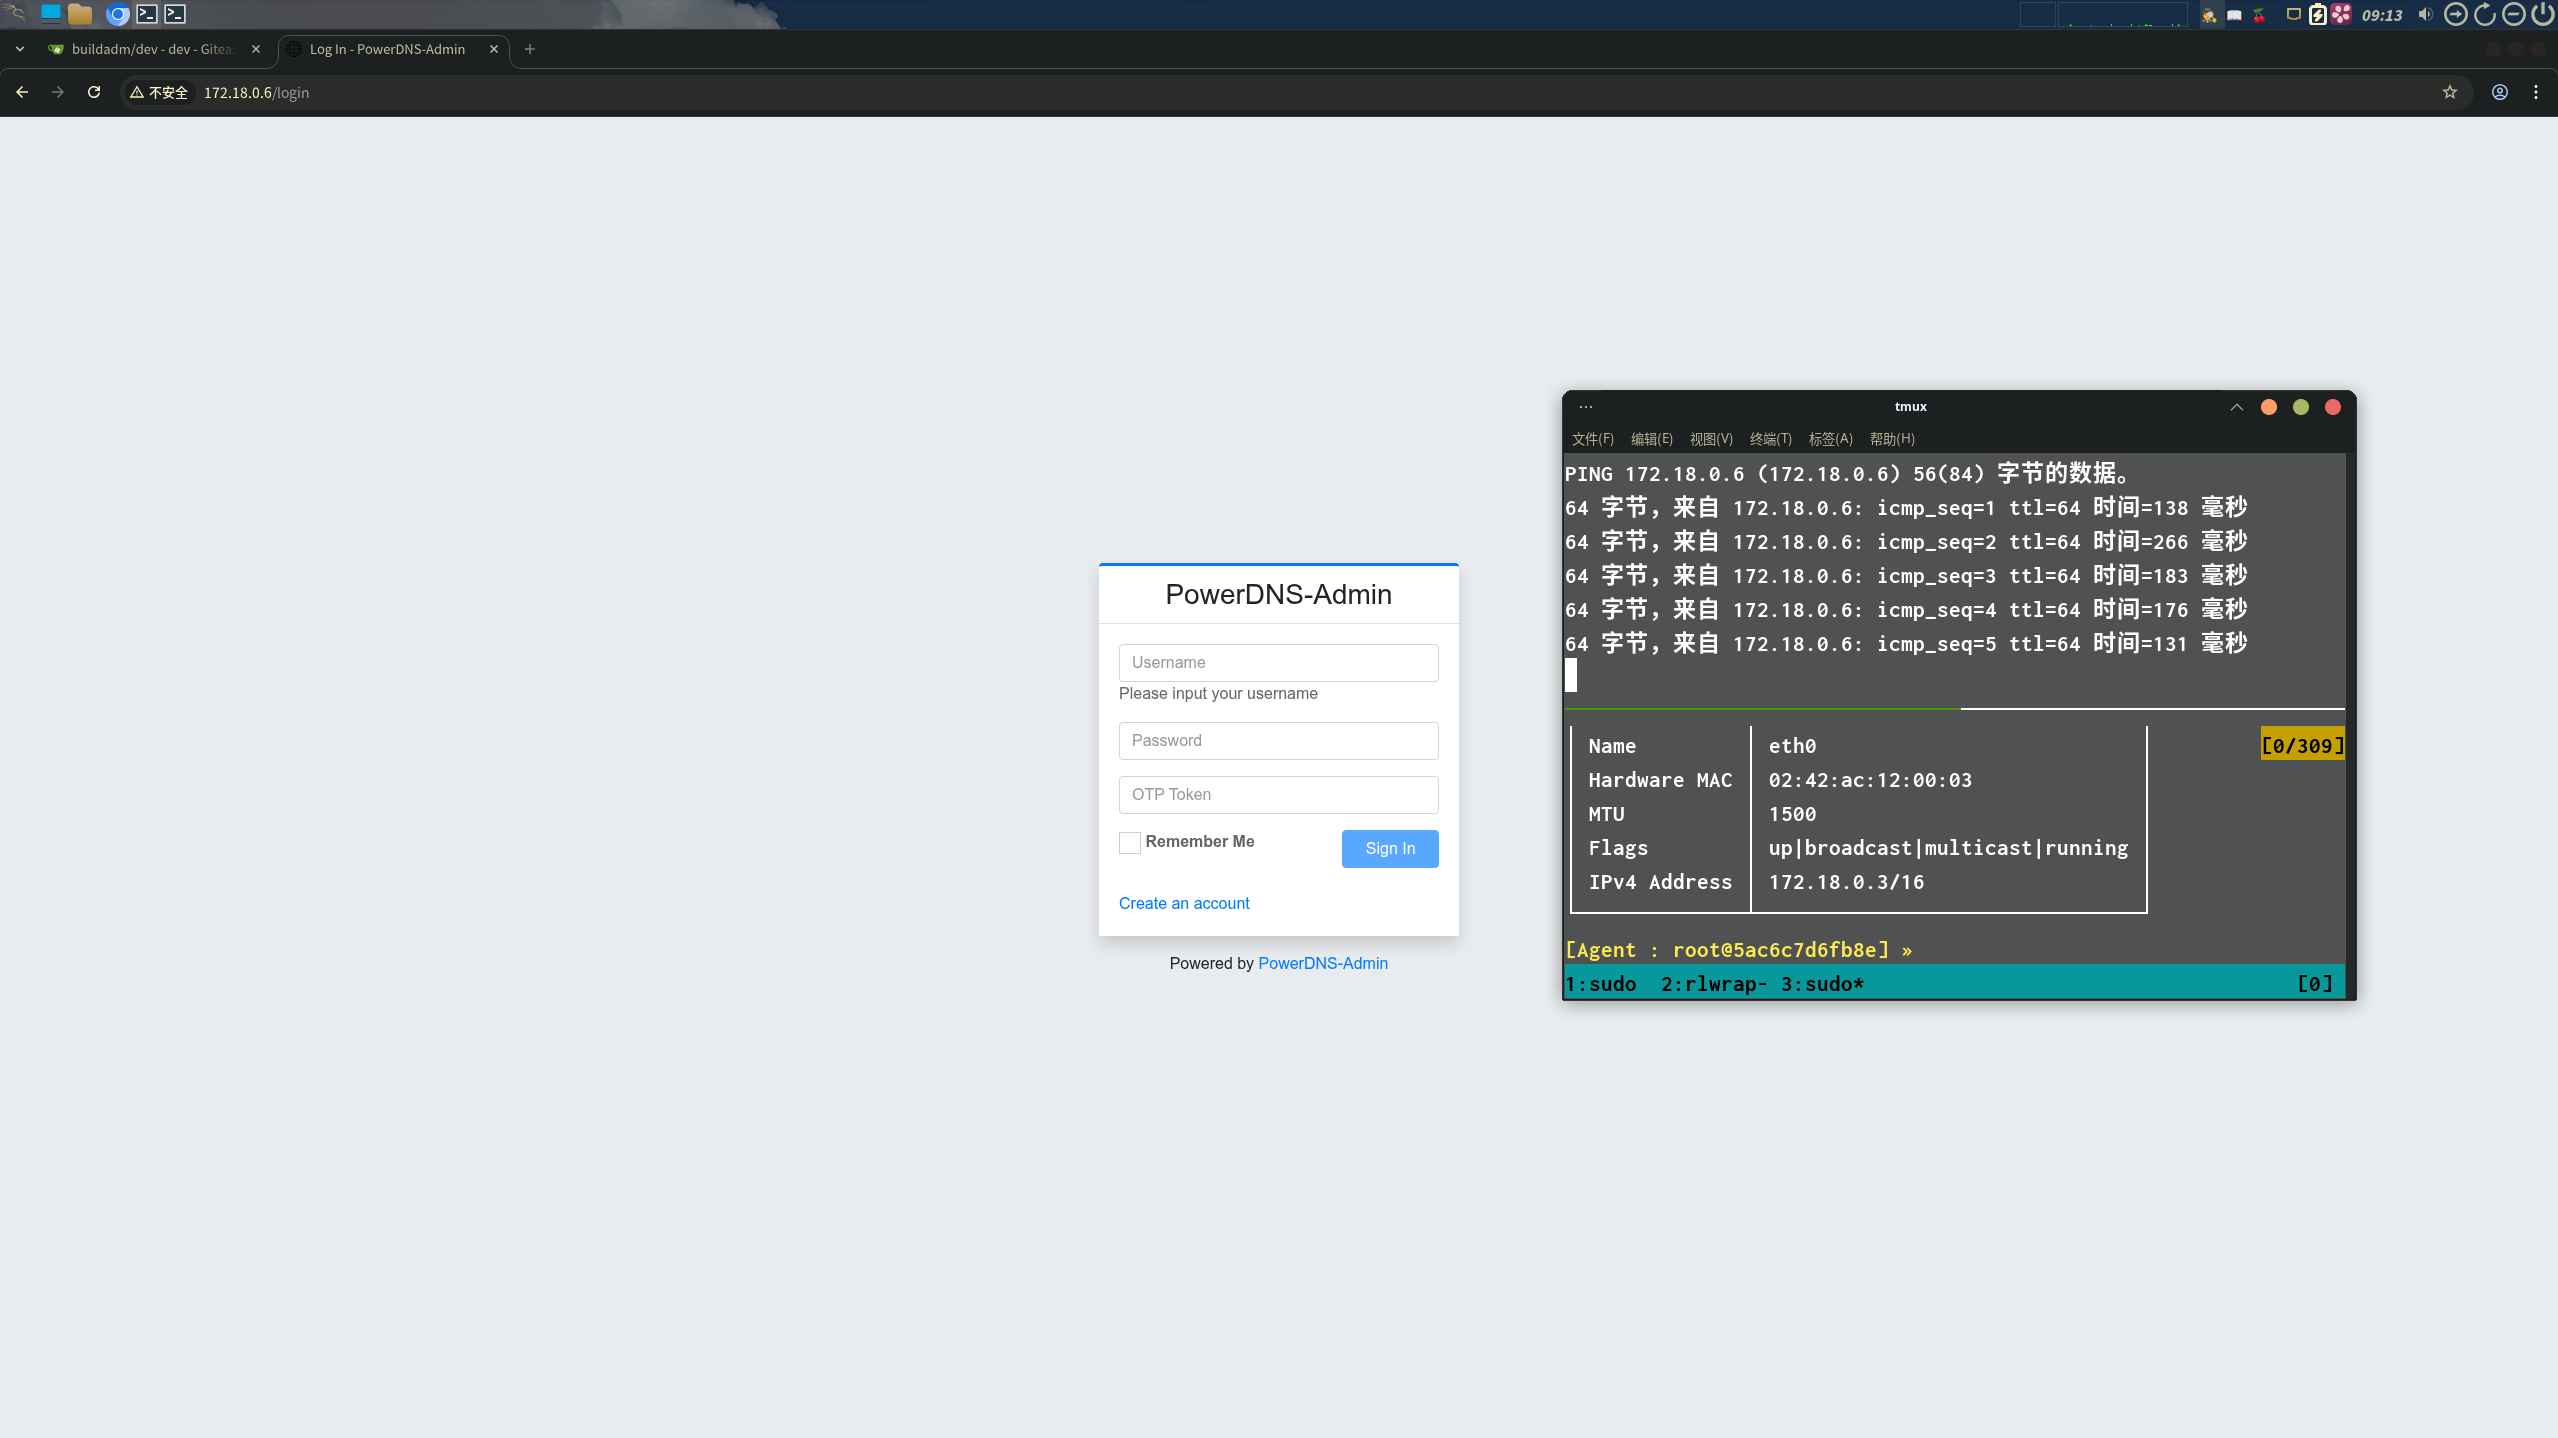 09:13
buildadm/dev - dev - Gitea:
Log In - PowerDNS-Admin
不安全 172.18.0.6/login
PowerDNS-Admin
Username
Please input your username
Password
OTP Token
Remember Me
Sign In
Create an account
Powered by PowerDNS-Admin
tmux
文件(F) 编辑(E) 视图(V) 终端(T) 标签(A) 帮助(H)
PING 172.18.0.6 (172.18.0.6) 56(84) 字节的数据。
64 字节，来自 172.18.0.6: icmp_seq=1 ttl=64 时间=138 毫秒
64 字节，来自 172.18.0.6: icmp_seq=2 ttl=64 时间=266 毫秒
64 字节，来自 172.18.0.6: icmp_seq=3 ttl=64 时间=183 毫秒
64 字节，来自 172.18.0.6: icmp_seq=4 ttl=64 时间=176 毫秒
64 字节，来自 172.18.0.6: icmp_seq=5 ttl=64 时间=131 毫秒
Name eth0 [0/309]
Hardware MAC 02:42:ac:12:00:03
MTU 1500
Flags up|broadcast|multicast|running
IPv4 Address 172.18.0.3/16
[Agent : root@5ac6c7d6fb8e] »
1:sudo 2:rlwrap- 3:sudo* [0]